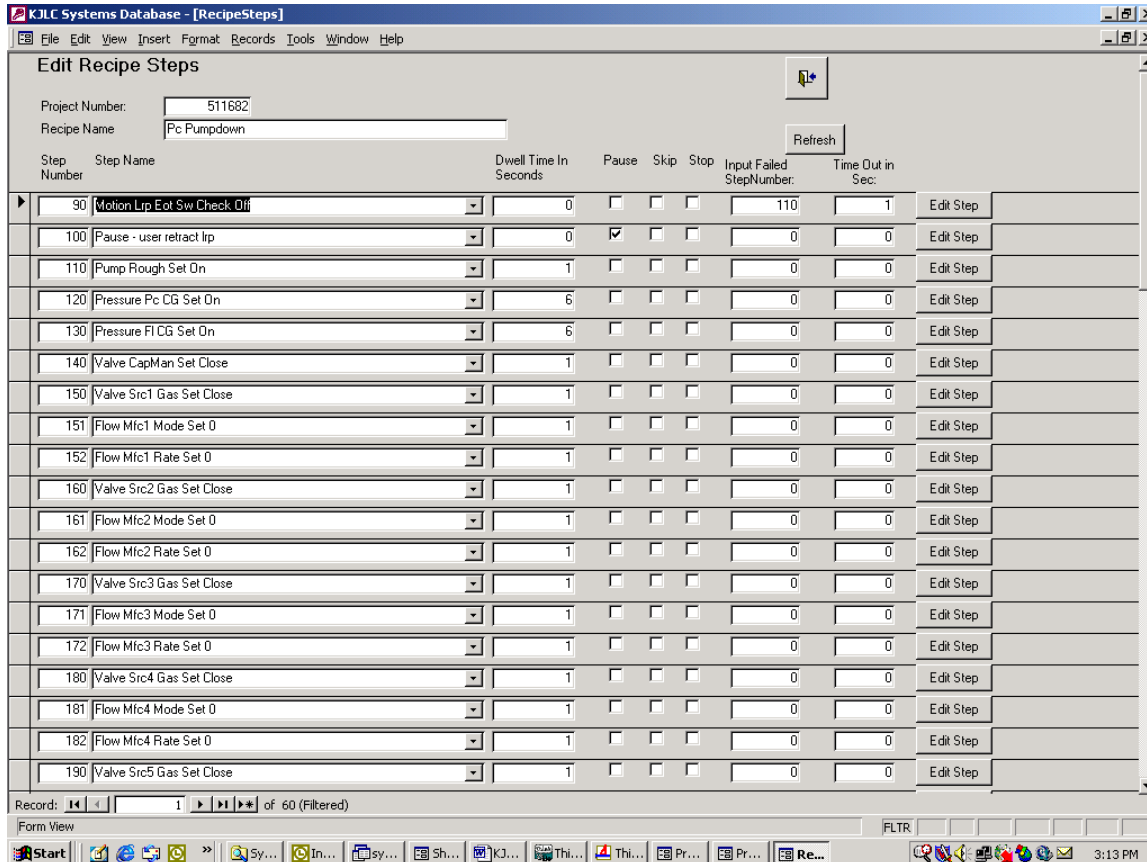 KJLC Systems Database - [RecipeSteps]
File Edit View Insert Format Records Tools Window Help
Edit Recipe Steps
Project Number: 511682
Recipe Name Pc Pumpdown
Refresh
Step Number Step Name Dwell Time In Seconds Pause Skip Stop Input Failed StepNumber: Time Out in Sec:
90 Motion Lrp Eot Sw Check Off 0 110 1 Edit Step
100 Pause - user retract lrp 0 0 0 Edit Step
110 Pump Rough Set On 1 0 0 Edit Step
120 Pressure Pc CG Set On 6 0 0 Edit Step
130 Pressure Fl CG Set On 6 0 0 Edit Step
140 Valve CapMan Set Close 1 0 0 Edit Step
150 Valve Src1 Gas Set Close 1 0 0 Edit Step
151 Flow Mfc1 Mode Set 0 1 0 0 Edit Step
152 Flow Mfc1 Rate Set 0 1 0 0 Edit Step
160 Valve Src2 Gas Set Close 1 0 0 Edit Step
161 Flow Mfc2 Mode Set 0 1 0 0 Edit Step
162 Flow Mfc2 Rate Set 0 1 0 0 Edit Step
170 Valve Src3 Gas Set Close 1 0 0 Edit Step
171 Flow Mfc3 Mode Set 0 1 0 0 Edit Step
172 Flow Mfc3 Rate Set 0 1 0 0 Edit Step
180 Valve Src4 Gas Set Close 1 0 0 Edit Step
181 Flow Mfc4 Mode Set 0 1 0 0 Edit Step
182 Flow Mfc4 Rate Set 0 1 0 0 Edit Step
190 Valve Src5 Gas Set Close 1 0 0 Edit Step
Record: 1 of 60 (Filtered)
Form View FLTR
Start » Sy... In... sy... Sh... KJ... Thi... Thi... Pr... Pr... Re... 3:13 PM